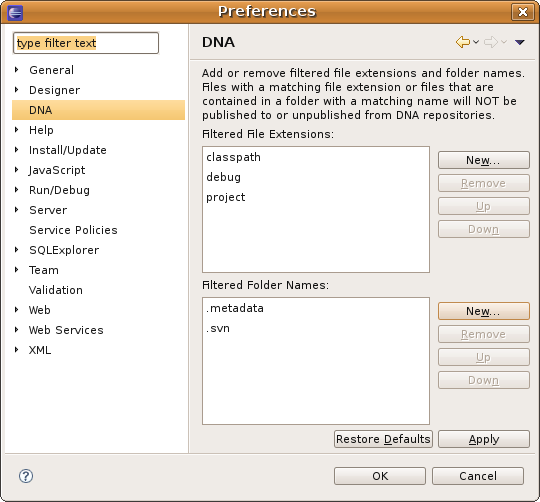 Preferences
type filter text
General
Designer
DNA
Help
Install/Update
JavaScript
Run/Debug
Server
Service Policies
SQLExplorer
Team
Validation
Web
Web Services
XML
DNA
Add or remove filtered file extensions and folder names.
Files with a matching file extension or files that are
contained in a folder with a matching name will NOT be
published to or unpublished from DNA repositories.
Filtered File Extensions:
classpath
debug
project
New...
Remove
Up
Down
Filtered Folder Names:
.metadata
.svn
New...
Remove
Up
Down
Restore Defaults
Apply
?
OK
Cancel